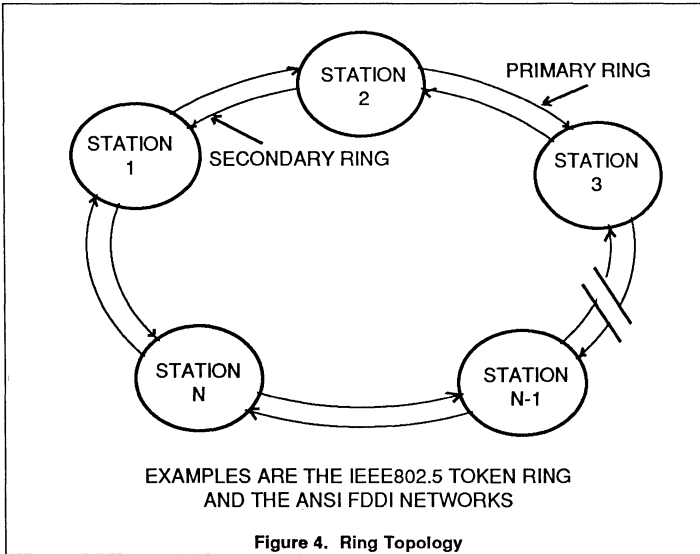 STATION
2
PRIMARY RING
STATION
1
SECONDARY RING
STATION
3
STATION
N
STATION
N-1
EXAMPLES ARE THE IEEE802.5 TOKEN RING
AND THE ANSI FDDI NETWORKS
Figure 4. Ring Topology